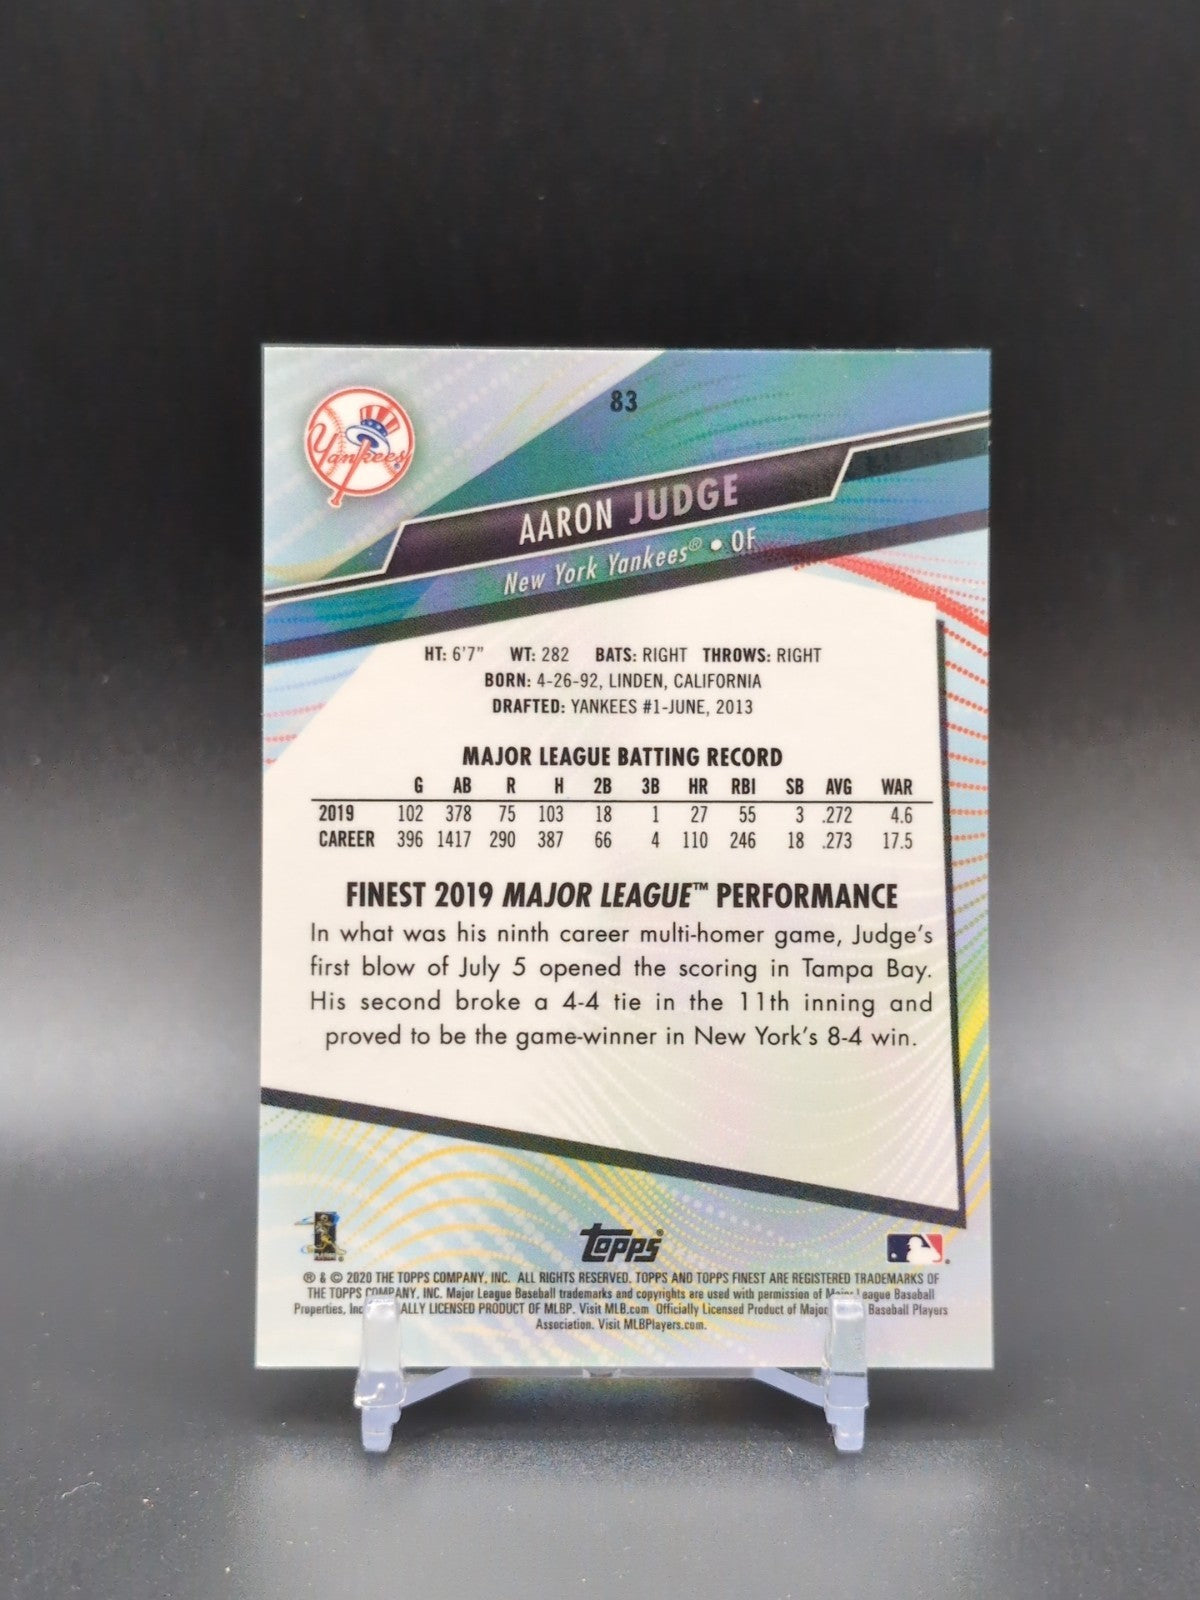 83
Yankees
AARON JUDGE
New York Yankees® • OF
HT: 6'7" WT: 282 BATS: RIGHT THROWS: RIGHT
BORN: 4-26-92, LINDEN, CALIFORNIA
DRAFTED: YANKEES #1-JUNE, 2013
MAJOR LEAGUE BATTING RECORD
G AB R H 2B 3B HR RBI SB AVG WAR
2019 102 378 75 103 18 1 27 55 3 .272 4.6
CAREER 396 1417 290 387 66 4 110 246 18 .273 17.5
FINEST 2019 MAJOR LEAGUE™ PERFORMANCE
In what was his ninth career multi-homer game, Judge's
first blow of July 5 opened the scoring in Tampa Bay.
His second broke a 4-4 tie in the 11th inning and
proved to be the game-winner in New York's 8-4 win.
Topps®
® & © 2020 THE TOPPS COMPANY, INC. ALL RIGHTS RESERVED. TOPPS AND TOPPS FINEST ARE REGISTERED TRADEMARKS OF
THE TOPPS COMPANY, INC. Major League Baseball trademarks and copyrights are used with permission of Major League Baseball
Properties, Inc ALLY LICENSED PRODUCT OF MLBP. Visit MLB.com Officially Licensed Product of Major Baseball Players
Association. Visit MLBPlayers.com.